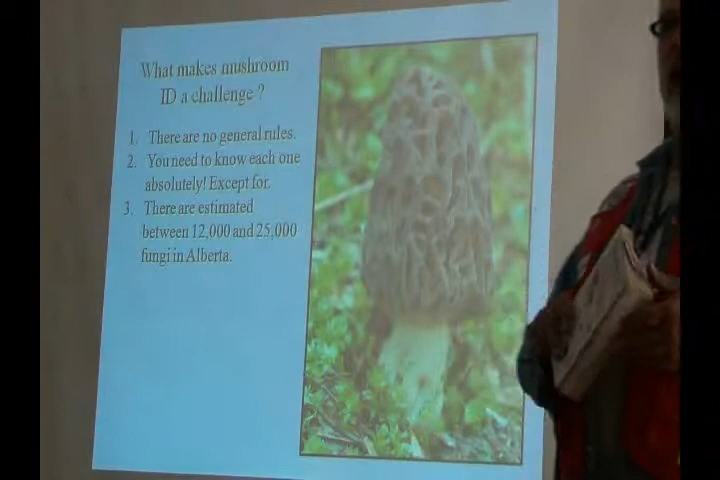 What makes mushroom
ID a challenge ?
1. There are no general rules.
2. You need to know each one
absolutely! Except for.
3. There are estimated
between 12,000 and 25,000
fungi in Alberta.